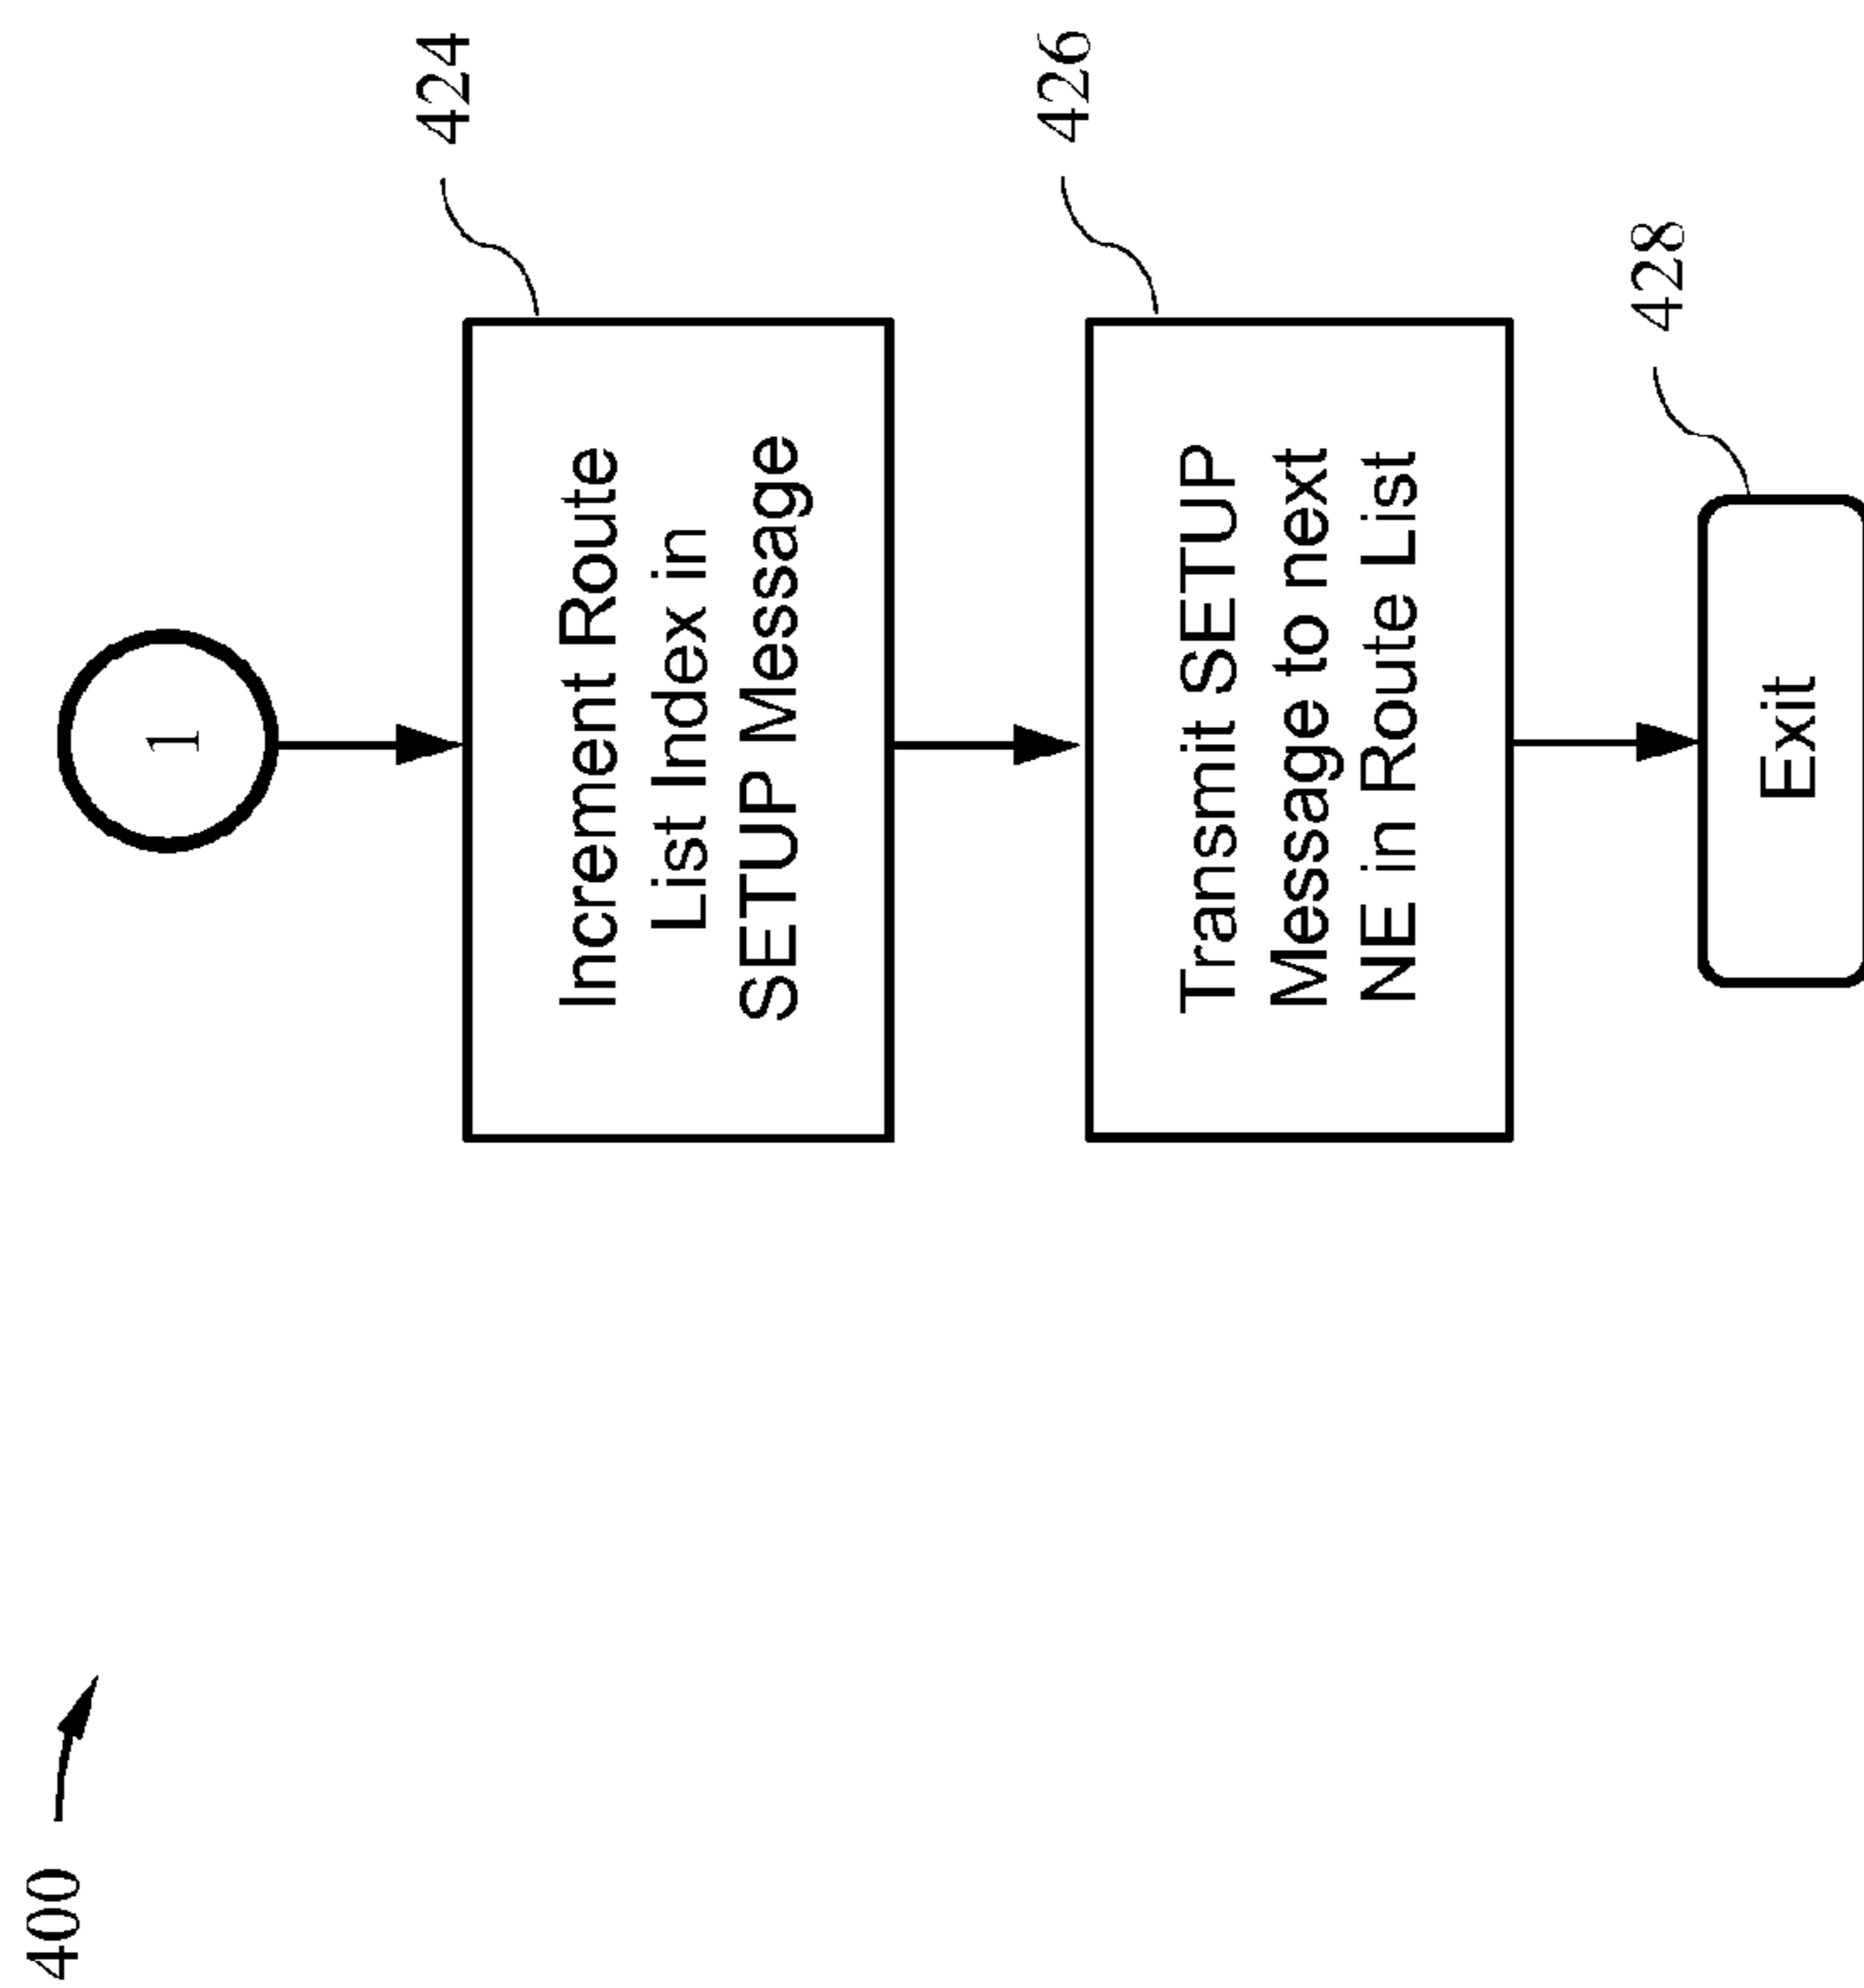 400
1
Increment Route
List Index in
SETUP Message
424
Transmit SETUP
Message to next
NE in Route List
426
Exit
428